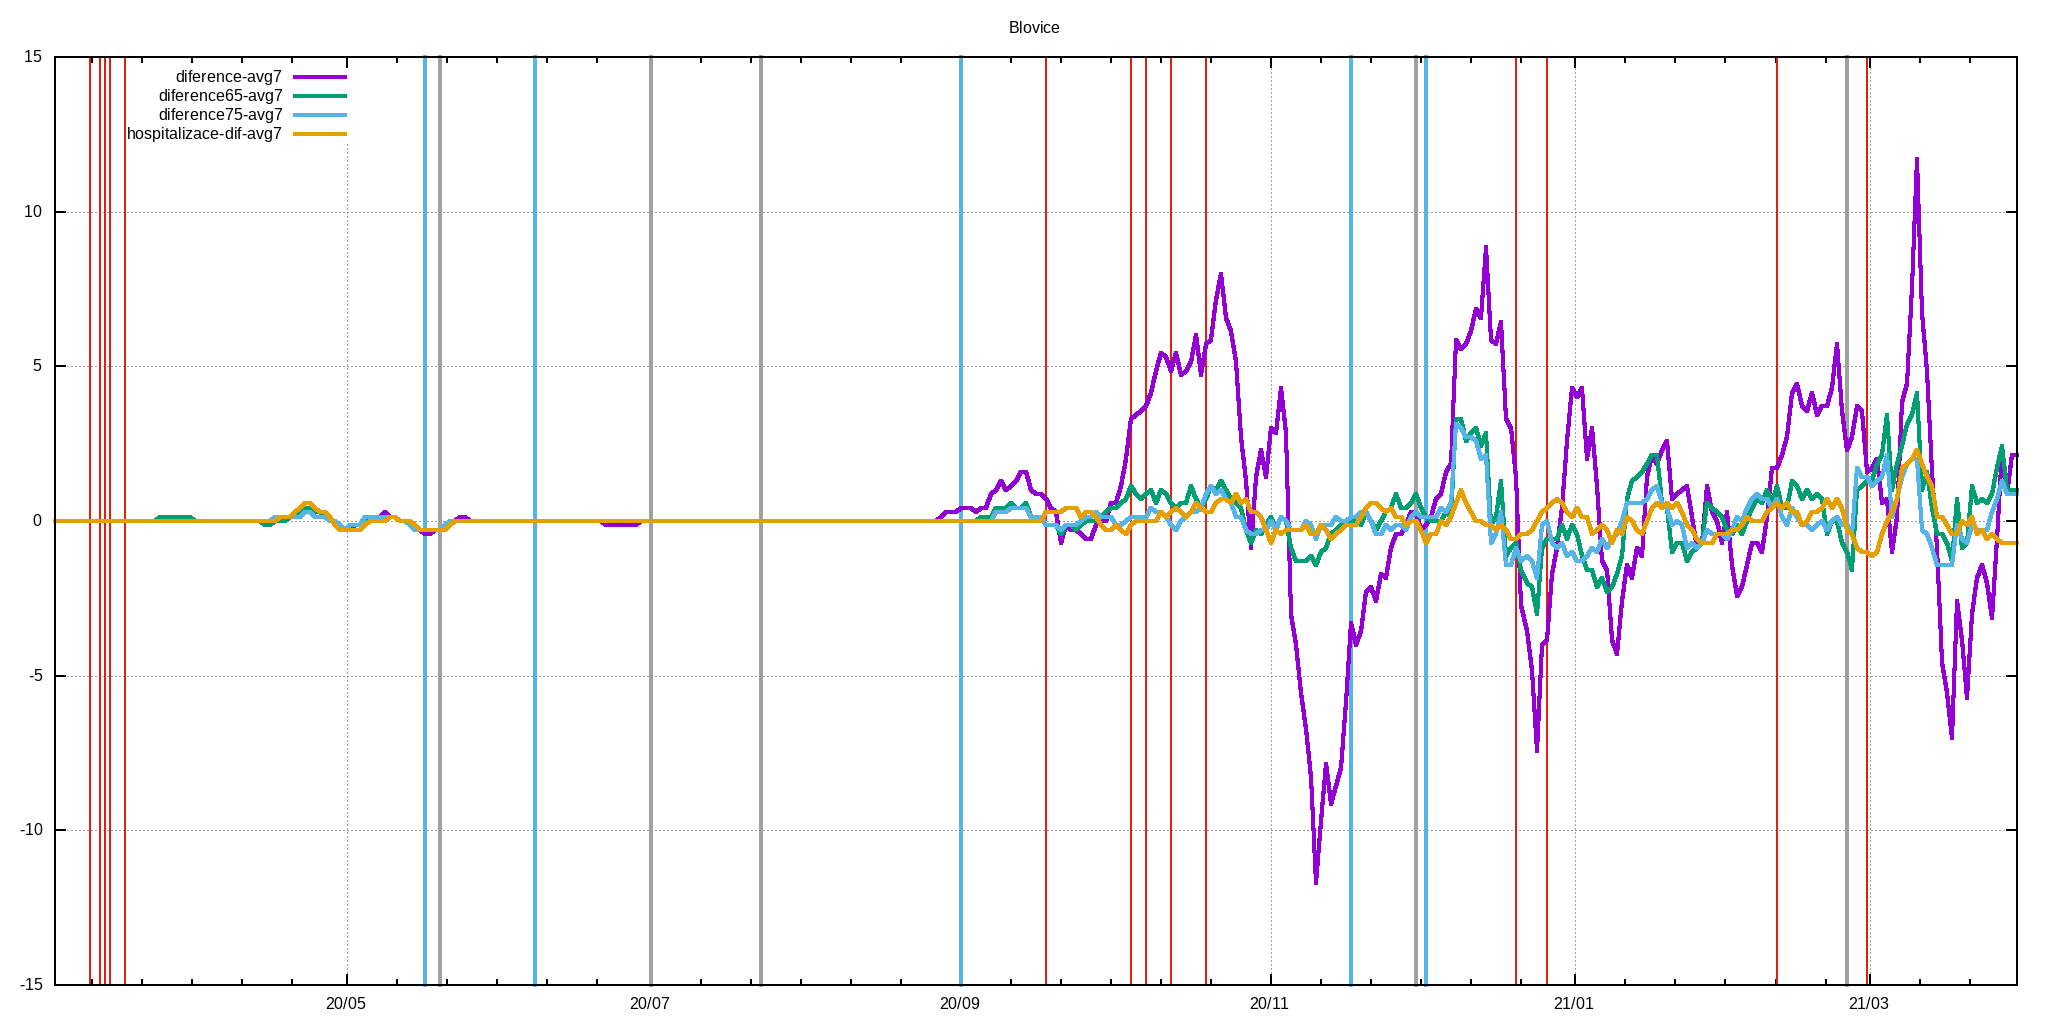 Blovice
15
diference-avg7
diference65-avg7
diference75-avg7
hospitalizace-dif-avg7
10
5
0
-5
-10
-15
20/05 20/07 20/09 20/11 21/01 21/03